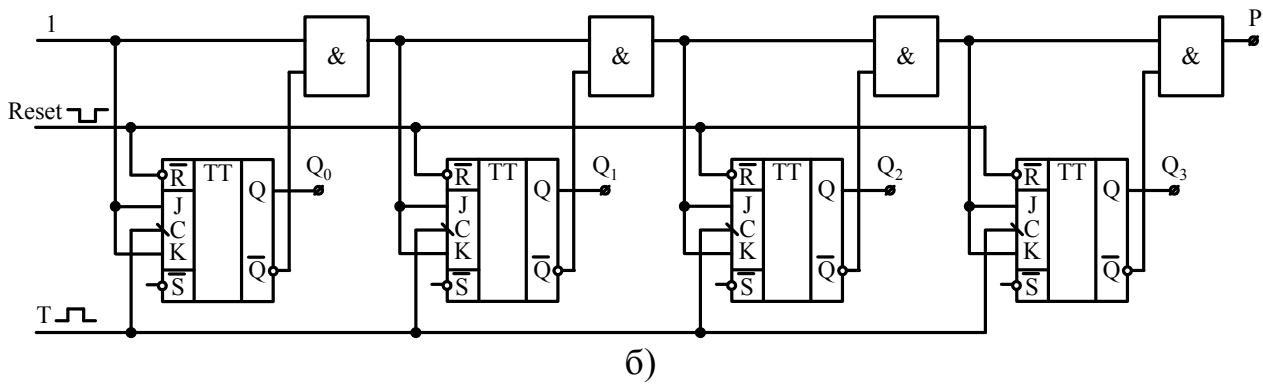 1 P
& & & &
Reset
R̅ TT Q Q₀ R̅ TT Q Q₁ R̅ TT Q Q₂ R̅ TT Q Q₃
J J J J
C C C C
K Q̅ K Q̅ K Q̅ K Q̅
S̅ S̅ S̅ S̅
T
б)